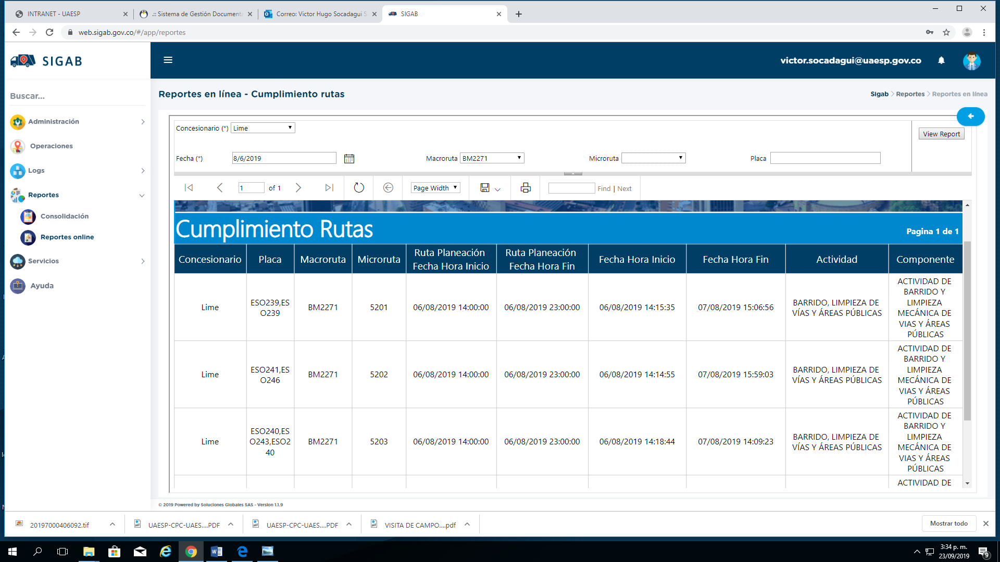 INTRANET - UAESP
.:: Sistema de Gestión Documenta
Correo: Victor Hugo Socadagui S
SIGAB
web.sigab.gov.co/#/app/reportes
SIGAB
victor.socadagui@uaesp.gov.co
Buscar...
Administración
Operaciones
Logs
Reportes
Consolidación
Reportes online
Servicios
Ayuda
Reportes en línea - Cumplimiento rutas
Sigab > Reportes > Reportes en línea
Concesionario (*) Lime
View Report
Fecha (*) 8/6/2019 Macroruta BM2271 Microruta Placa
1 of 1 Page Width Find | Next
Cumplimiento Rutas
Pagina 1 de 1
Concesionario
Placa
Macroruta
Microruta
Ruta Planeación
Fecha Hora Inicio
Ruta Planeación
Fecha Hora Fin
Fecha Hora Inicio
Fecha Hora Fin
Actividad
Componente
Lime
ESO239,ES
O239
BM2271
5201
06/08/2019 14:00:00
06/08/2019 23:00:00
06/08/2019 14:15:35
07/08/2019 15:06:56
BARRIDO, LIMPIEZA DE
VÍAS Y ÁREAS PÚBLICAS
ACTIVIDAD DE
BARRIDO Y
LIMPIEZA
MECÁNICA DE
VIAS Y ÁREAS
PÚBLICAS
Lime
ESO241,ES
O246
BM2271
5202
06/08/2019 14:00:00
06/08/2019 23:00:00
06/08/2019 14:14:55
07/08/2019 15:59:03
BARRIDO, LIMPIEZA DE
VÍAS Y ÁREAS PÚBLICAS
ACTIVIDAD DE
BARRIDO Y
LIMPIEZA
MECÁNICA DE
VIAS Y ÁREAS
PÚBLICAS
Lime
ESO240,ES
O243,ESO2
40
BM2271
5203
06/08/2019 14:00:00
06/08/2019 23:00:00
06/08/2019 14:18:44
07/08/2019 14:09:23
BARRIDO, LIMPIEZA DE
VÍAS Y ÁREAS PÚBLICAS
ACTIVIDAD DE
BARRIDO Y
LIMPIEZA
MECÁNICA DE
VIAS Y ÁREAS
PÚBLICAS
ACTIVIDAD DE
© 2019 Powered by Soluciones Globales SAS - Version 1.1.9
20197000406092.tif
UAESP-CPC-UAES....PDF
UAESP-CPC-UAES....PDF
VISITA DE CAMPO....pdf
Mostrar todo
3:34 p. m.
23/09/2019
9